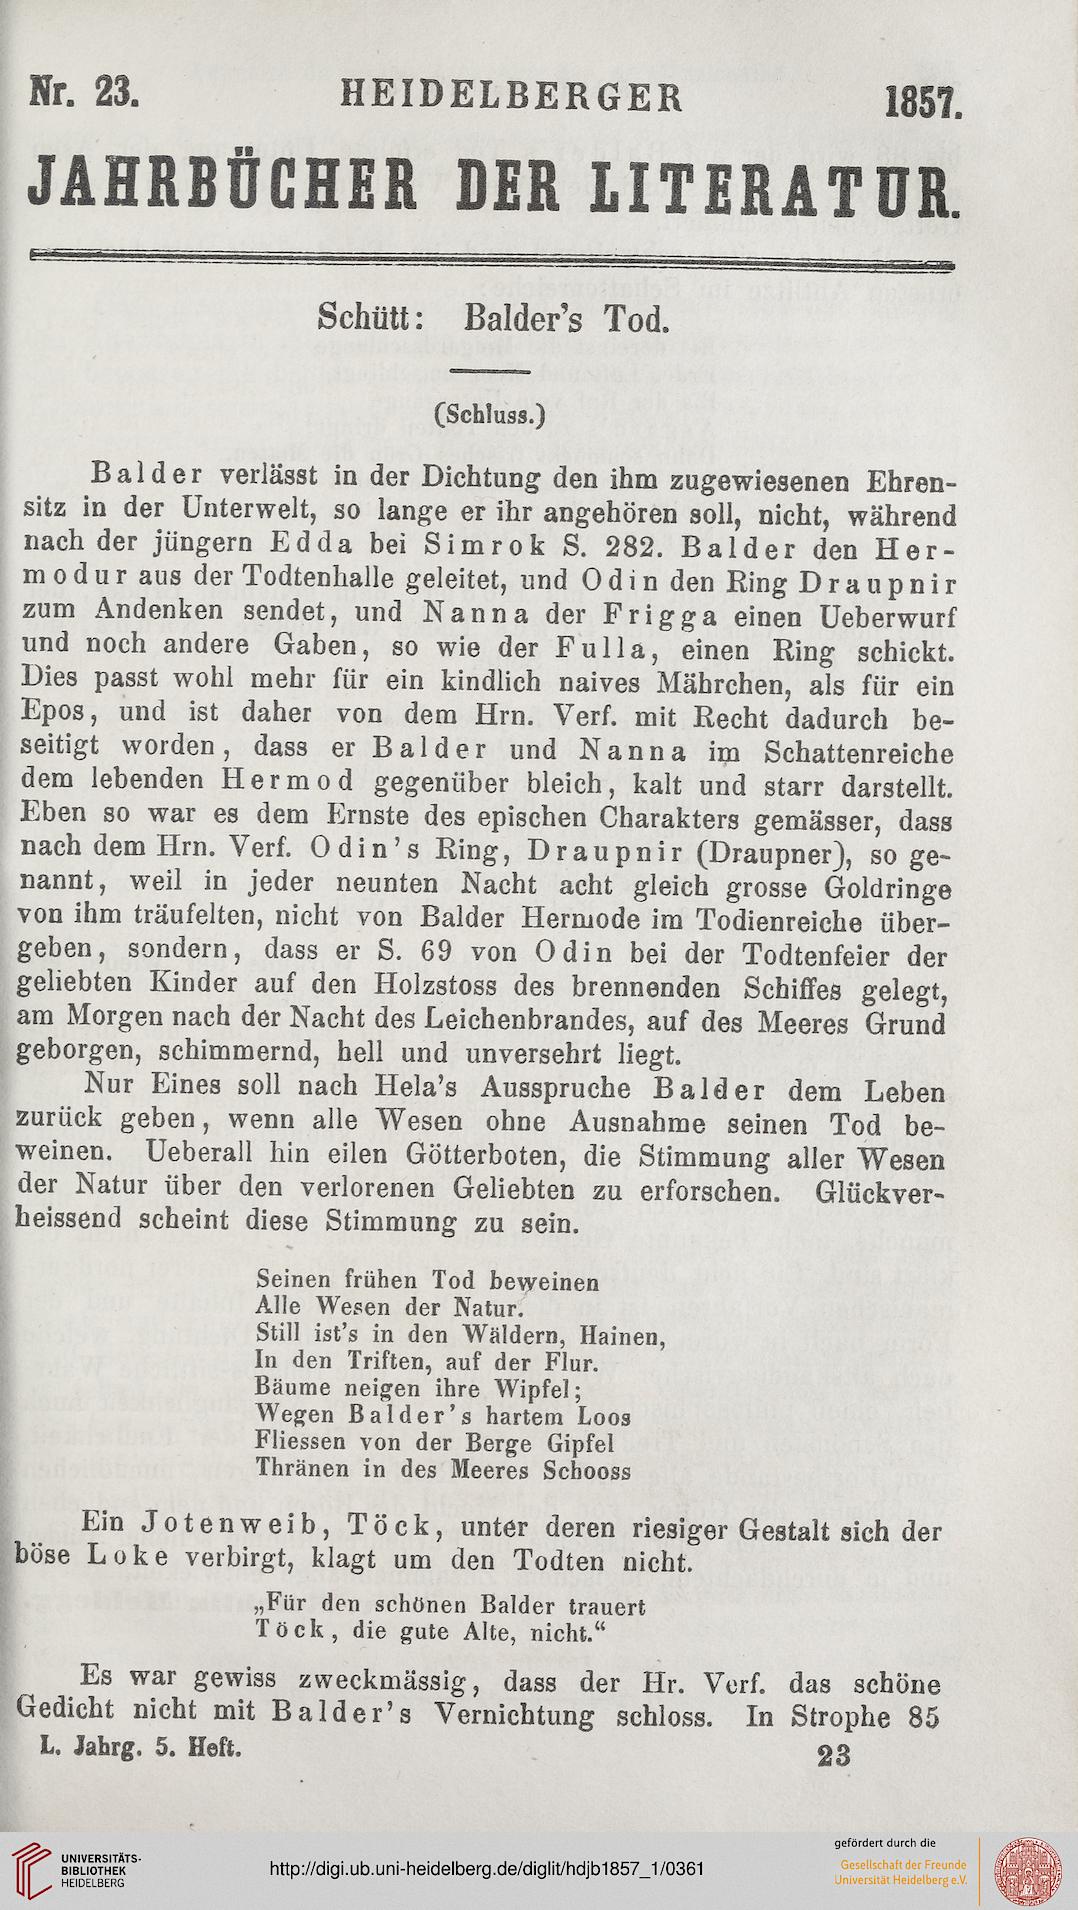 Nr. 23. HEIDELBERGER 1857.
JAHRBÜCHER DER LITERATUR.
Schütt: Balder's Tod.
(Schluss.)
Balder verlässt in der Dichtung den ihm zugewiesenen Ehren-
sitz in der Unterwelt, so lange er ihr angehören soll, nicht, während
nach der jüngern Edda bei Simrok S. 282. Balder den Her-
modur aus der Todtenhalle geleitet, und Odin den Ring Draupnir
zum Andenken sendet, und Nanna der Frigga einen Ueberwurf
und noch andere Gaben, so wie der Fulla, einen Ring schickt.
Dies passt wohl mehr für ein kindlich naives Mährchen, als für ein
Epos, und ist daher von dem Hrn. Verf. mit Recht dadurch be-
seitigt worden, dass er Balder und Nanna im Schattenreiche
dem lebenden Hermod gegenüber bleich, kalt und starr darstellt.
Eben so war es dem Ernste des epischen Charakters gemässer, dass
nach dem Hrn. Verf. Odin's Ring, Draupnir (Draupner), so ge-
nannt, weil in jeder neunten Nacht acht gleich grosse Goldringe
von ihm träufelten, nicht von Balder Hermode im Todienreiche über-
geben, sondern, dass er S. 69 von Odin bei der Todtenfeier der
geliebten Kinder auf den Holzstoss des brennenden Schiffes gelegt,
am Morgen nach der Nacht des Leichenbrandes, auf des Meeres Grund
geborgen, schimmernd, hell und unversehrt liegt.
Nur Eines soll nach Hela's Ausspruche Balder dem Leben
zurück geben, wenn alle Wesen ohne Ausnahme seinen Tod be-
weinen. Ueberall hin eilen Götterboten, die Stimmung aller Wesen
der Natur über den verlorenen Geliebten zu erforschen. Glückver-
heissend scheint diese Stimmung zu sein.
Seinen frühen Tod beweinen
Alle Wesen der Natur.
Still ist's in den Wäldern, Hainen,
In den Triften, auf der Flur.
Bäume neigen ihre Wipfel;
Wegen Balder's hartem Loos
Fliessen von der Berge Gipfel
Thränen in des Meeres Schooss
Ein Jotenweib, Töck, unter deren riesiger Gestalt sich der
böse Loke verbirgt, klagt um den Todten nicht.
„Für den schönen Balder trauert
Töck, die gute Alte, nicht.“
Es war gewiss zweckmässig, dass der Hr. Verf. das schöne
Gedicht nicht mit Balder's Vernichtung schloss. In Strophe 85
L. Jahrg. 5. Heft. 23
UNIVERSITÄTS-
BIBLIOTHEK
HEIDELBERG
http://digi.ub.uni-heidelberg.de/diglit/hdjb1857_1/0361
gefördert durch die
Gesellschaft der Freunde
Universität Heidelberg e.V.